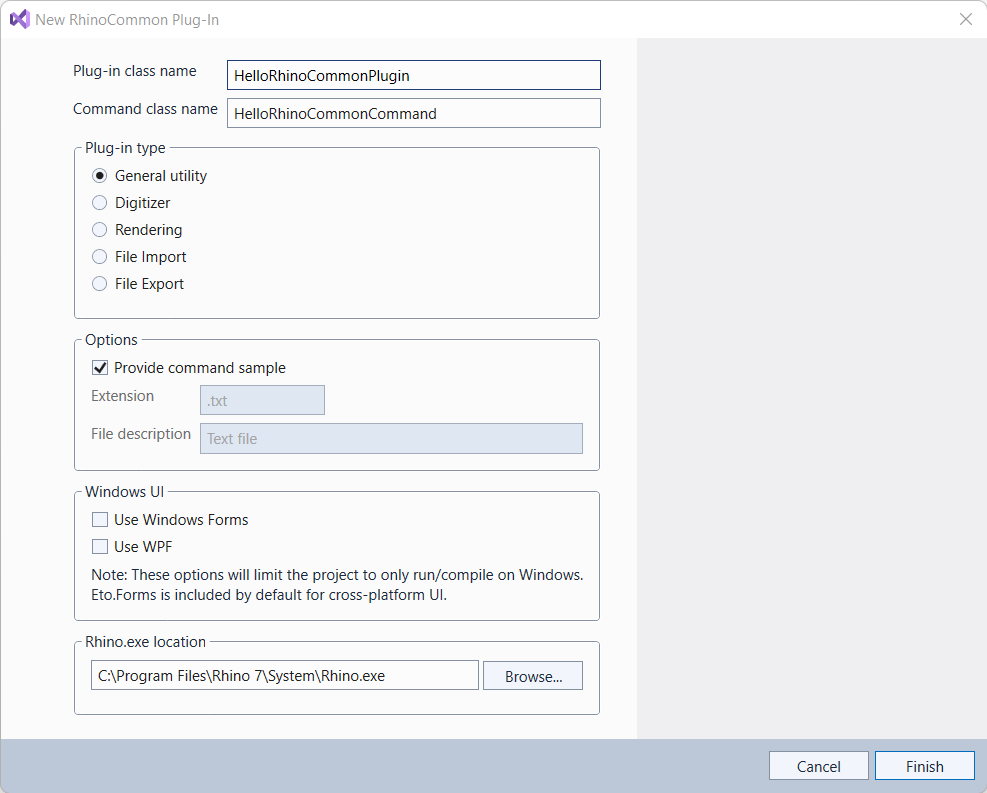 New RhinoCommon Plug-In
Plug-in class name
HelloRhinoCommonPlugin
Command class name
HelloRhinoCommonCommand
Plug-in type
General utility
Digitizer
Rendering
File Import
File Export
Options
Provide command sample
Extension
.txt
File description
Text file
Windows UI
Use Windows Forms
Use WPF
Note: These options will limit the project to only run/compile on Windows.
Eto.Forms is included by default for cross-platform UI.
Rhino.exe location
C:\Program Files\Rhino 7\System\Rhino.exe
Browse...
Cancel
Finish